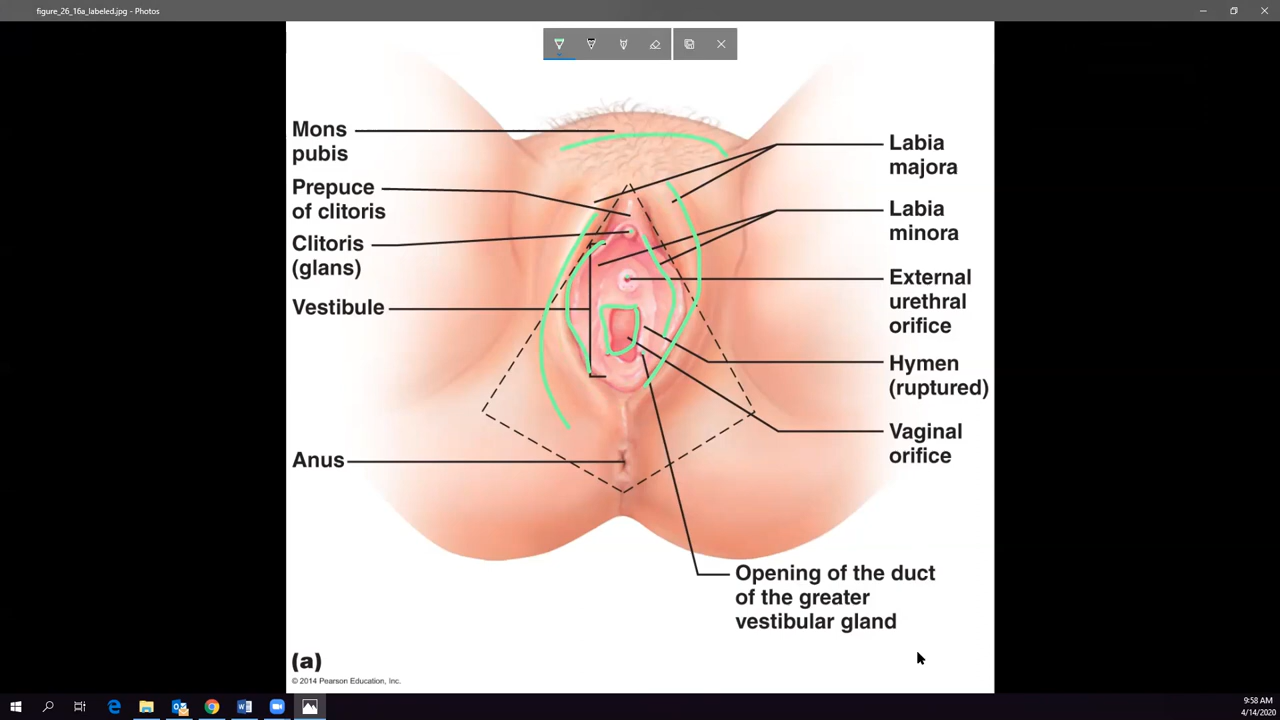 figure_26_16a_labeled.jpg - Photos
Mons
pubis
Prepuce
of clitoris
Clitoris
(glans)
Vestibule
Anus
Labia
majora
Labia
minora
External
urethral
orifice
Hymen
(ruptured)
Vaginal
orifice
Opening of the duct
of the greater
vestibular gland
(a)
© 2014 Pearson Education, Inc.
9:58 AM
4/14/2020